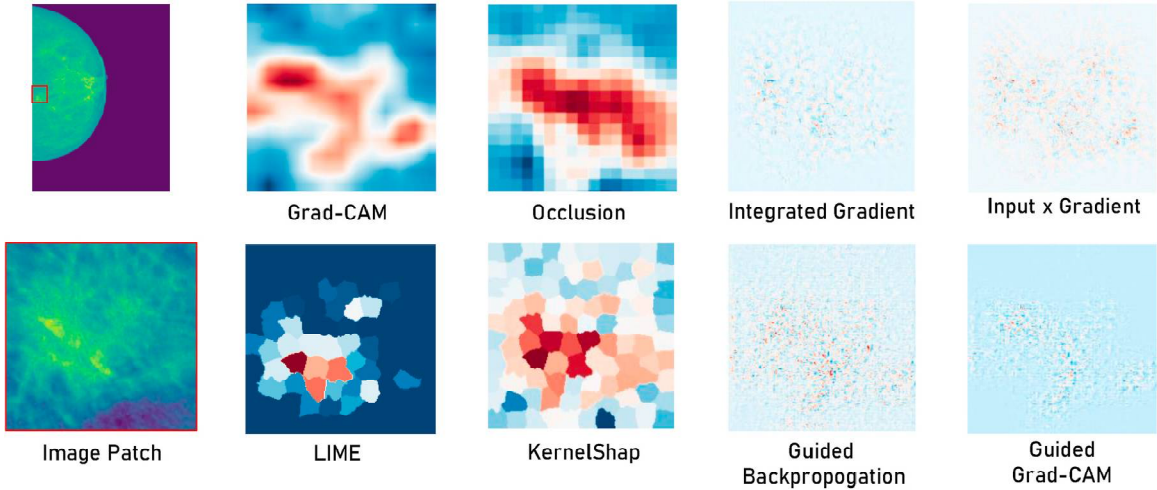 Grad-CAM
Occlusion
Integrated Gradient
Input x Gradient
Image Patch
LIME
KernelShap
Guided
Backpropogation
Guided
Grad-CAM